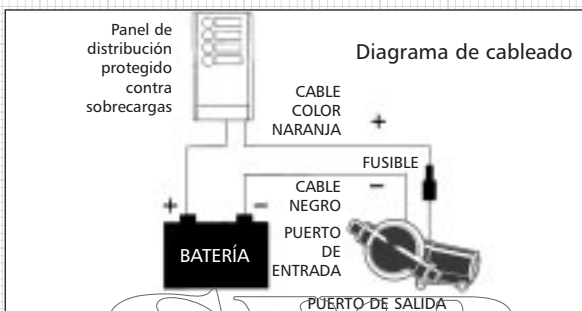 Panel de
distribución
protegido
contra
sobrecargas
Diagrama de cableado
CABLE
COLOR
NARANJA
+
FUSIBLE
+
−
CABLE
NEGRO
−
BATERÍA
PUERTO
DE
ENTRADA
PUERTO DE SALIDA